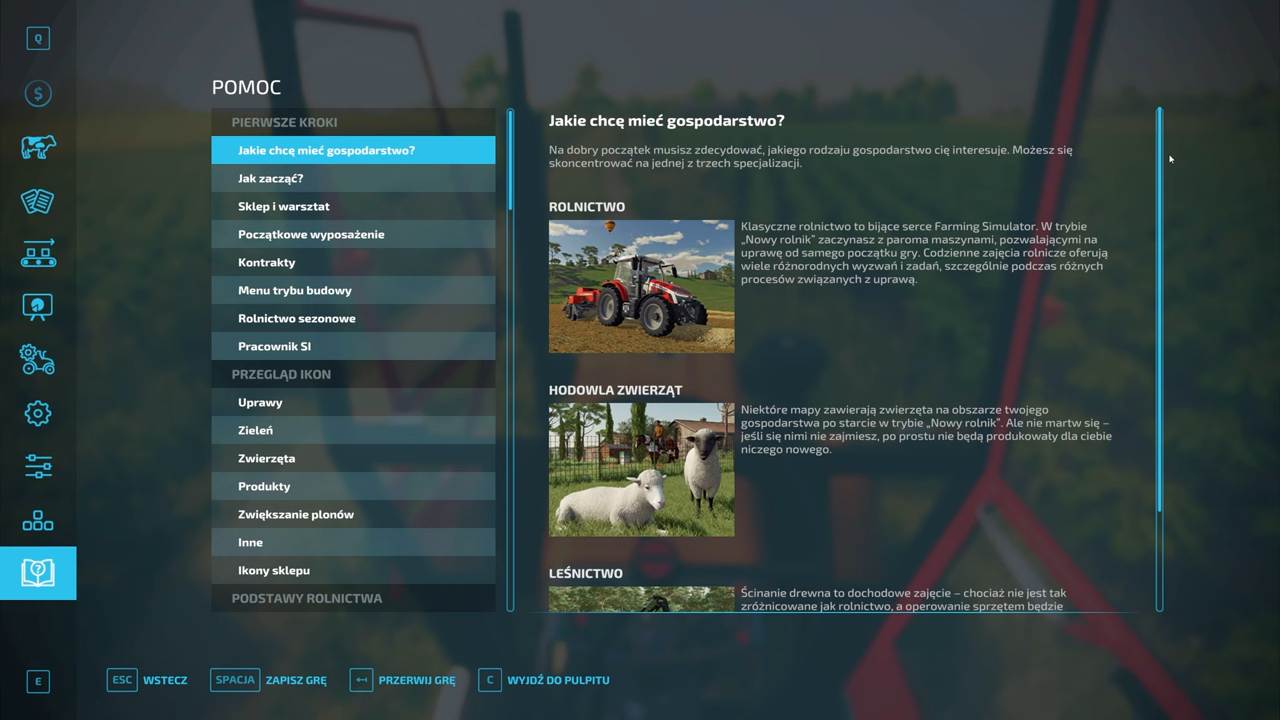 Q
POMOC
PIERWSZE KROKI
Jakie chcę mieć gospodarstwo?
Jak zacząć?
Sklep i warsztat
Początkowe wyposażenie
Kontrakty
Menu trybu budowy
Rolnictwo sezonowe
Pracownik SI
PRZEGLĄD IKON
Uprawy
Zieleń
Zwierzęta
Produkty
Zwiększanie plonów
Inne
Ikony sklepu
PODSTAWY ROLNICTWA
Jakie chcę mieć gospodarstwo?
Na dobry początek musisz zdecydować, jakiego rodzaju gospodarstwo cię interesuje. Możesz się
skoncentrować na jednej z trzech specjalizacji.
ROLNICTWO
Klasyczne rolnictwo to bijące serce Farming Simulator. W trybie
„Nowy rolnik” zaczynasz z paroma maszynami, pozwalającymi na
uprawę od samego początku gry. Codzienne zajęcia rolnicze oferują
wiele różnorodnych wyzwań i zadań, szczególnie podczas różnych
procesów związanych z uprawą.
HODOWLA ZWIERZĄT
Niektóre mapy zawierają zwierzęta na obszarze twojego
gospodarstwa po starcie w trybie „Nowy rolnik”. Ale nie martw się –
jeśli się nimi nie zajmiesz, po prostu nie będą produkowały dla ciebie
niczego nowego.
LEŚNICTWO
Ścinanie drewna to dochodowe zajęcie – chociaż nie jest tak
zróżnicowane jak rolnictwo, a operowanie sprzętem będzie
E
ESC WSTECZ
SPACJA ZAPISZ GRĘ
PRZERWIJ GRĘ
C WYJDŹ DO PULPITU